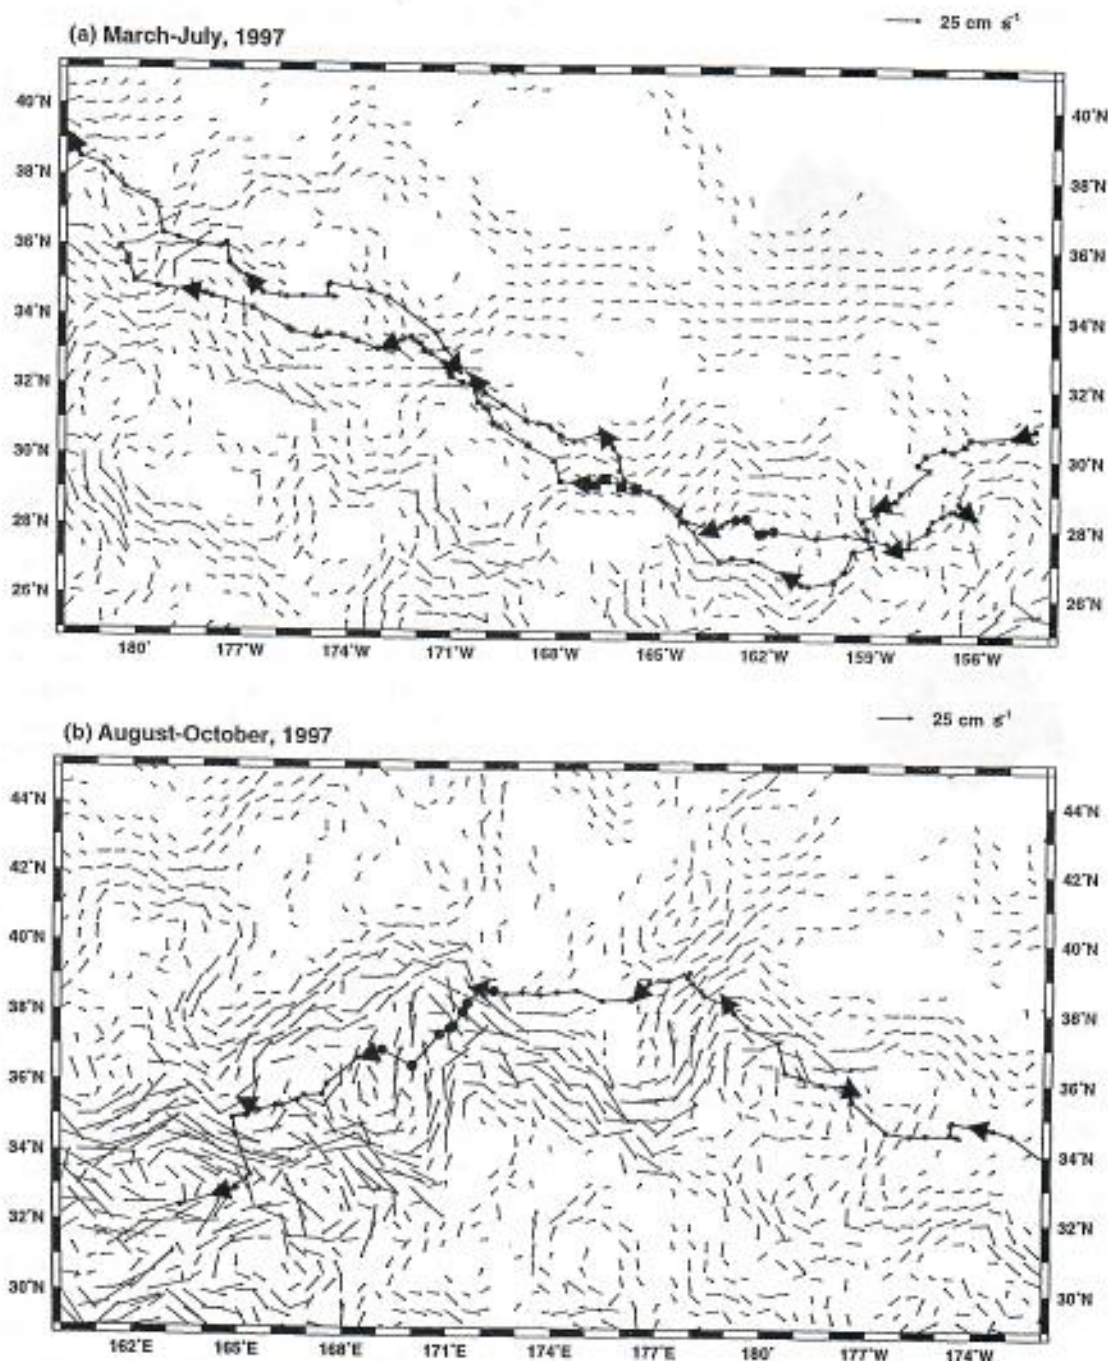 (a) March-July, 1997
25 cm s⁻¹
40°N
38°N
36°N
34°N
32°N
30°N
28°N
26°N
40°N
38°N
36°N
34°N
32°N
30°N
28°N
26°N
180° 177°W 174°W 171°W 168°W 165°W 162°W 159°W 156°W
(b) August-October, 1997
25 cm s⁻¹
44°N
42°N
40°N
38°N
36°N
34°N
32°N
30°N
44°N
42°N
40°N
38°N
36°N
34°N
32°N
30°N
162°E 165°E 168°E 171°E 174°E 177°E 180° 177°W 174°W